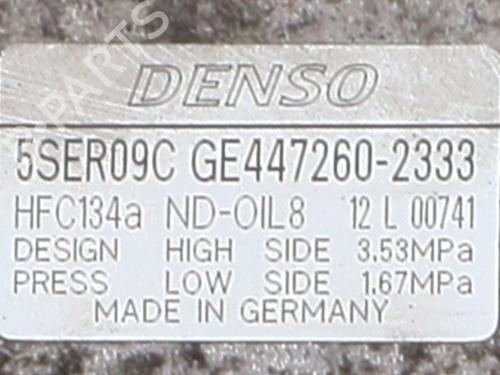 DENSO
5SER09C GE447260-2333
HFC134a ND-OIL8 12 L 00741
DESIGN HIGH SIDE 3.53MPa
PRESS LOW SIDE 1.67MPa
MADE IN GERMANY